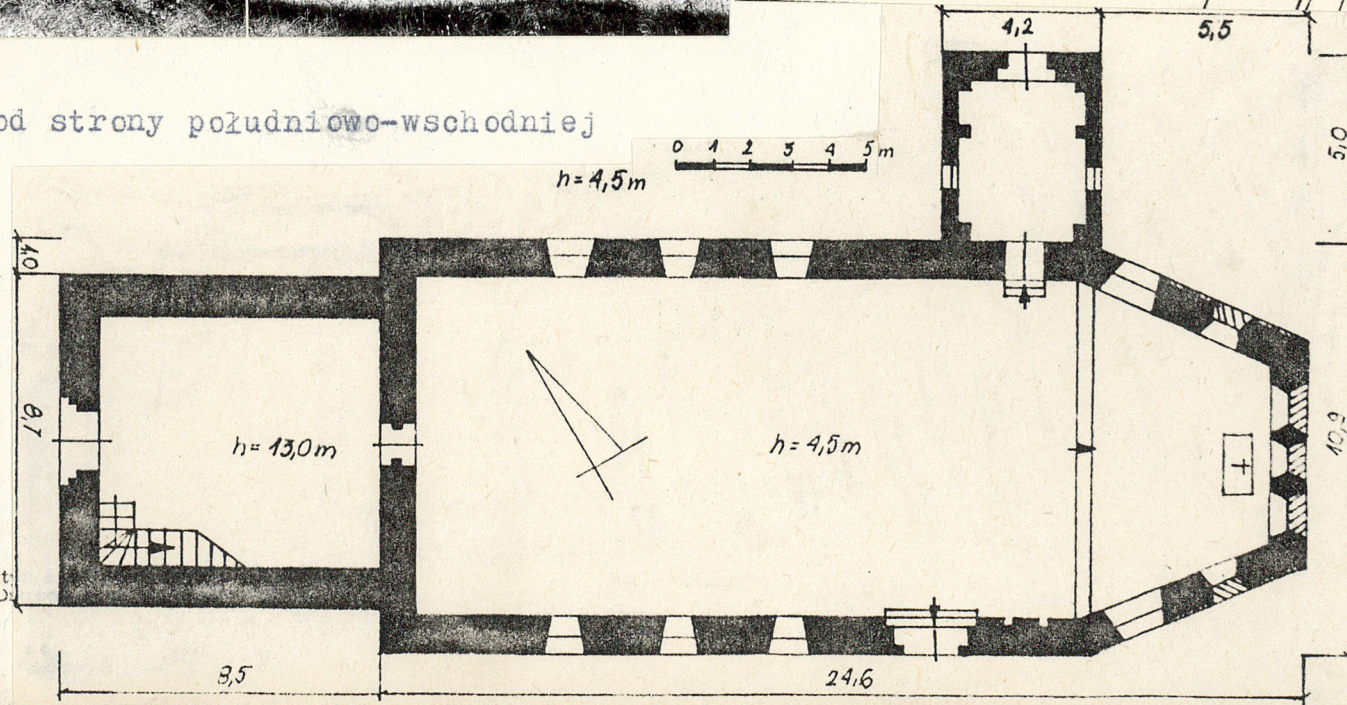 4,2
5,5
od strony południowo-wschodniej
0 1 2 3 4 5 m
h=4,5m
5,0
1,0
8,7
h=13,0m
h=4,5m
10,9
8,5
24,6